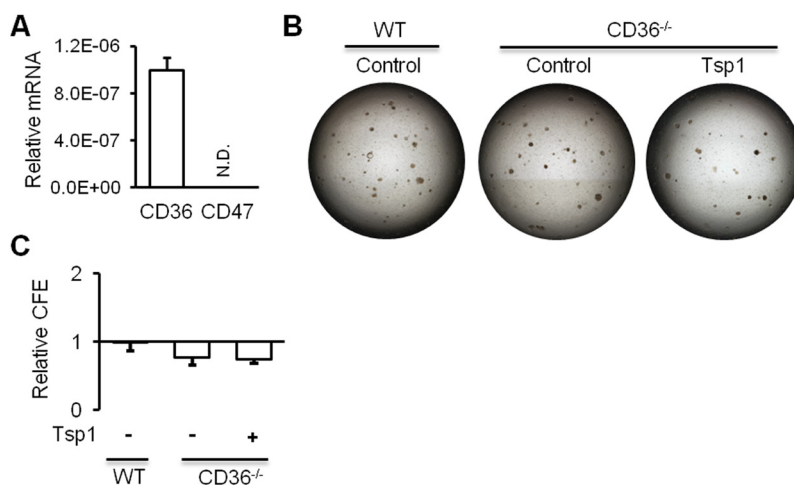 A
Relative mRNA
1.2E-06
8.0E-07
4.0E-07
0.0E+00
N.D.
CD36 CD47
B
WT
CD36-/-
Control
Control
Tsp1
C
Relative CFE
2
1
0
Tsp1 - - +
WT CD36-/-